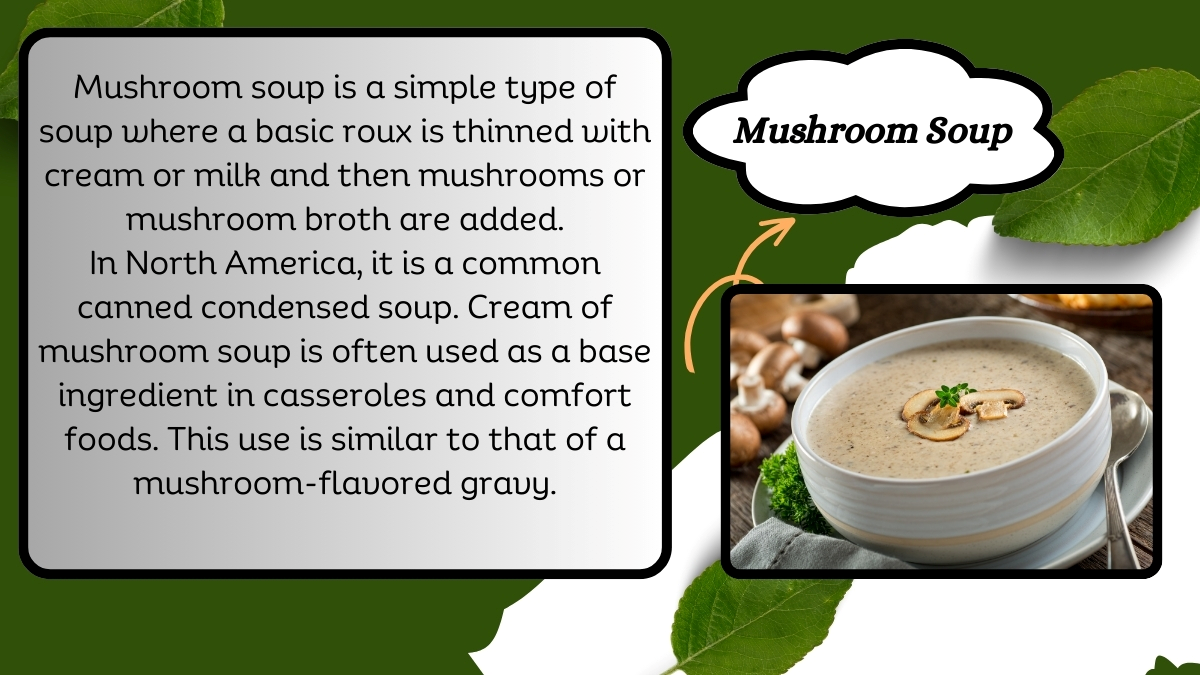 Mushroom soup is a simple type of
soup where a basic roux is thinned with
cream or milk and then mushrooms or
mushroom broth are added.
In North America, it is a common
canned condensed soup. Cream of
mushroom soup is often used as a base
ingredient in casseroles and comfort
foods. This use is similar to that of a
mushroom-flavored gravy.
Mushroom Soup